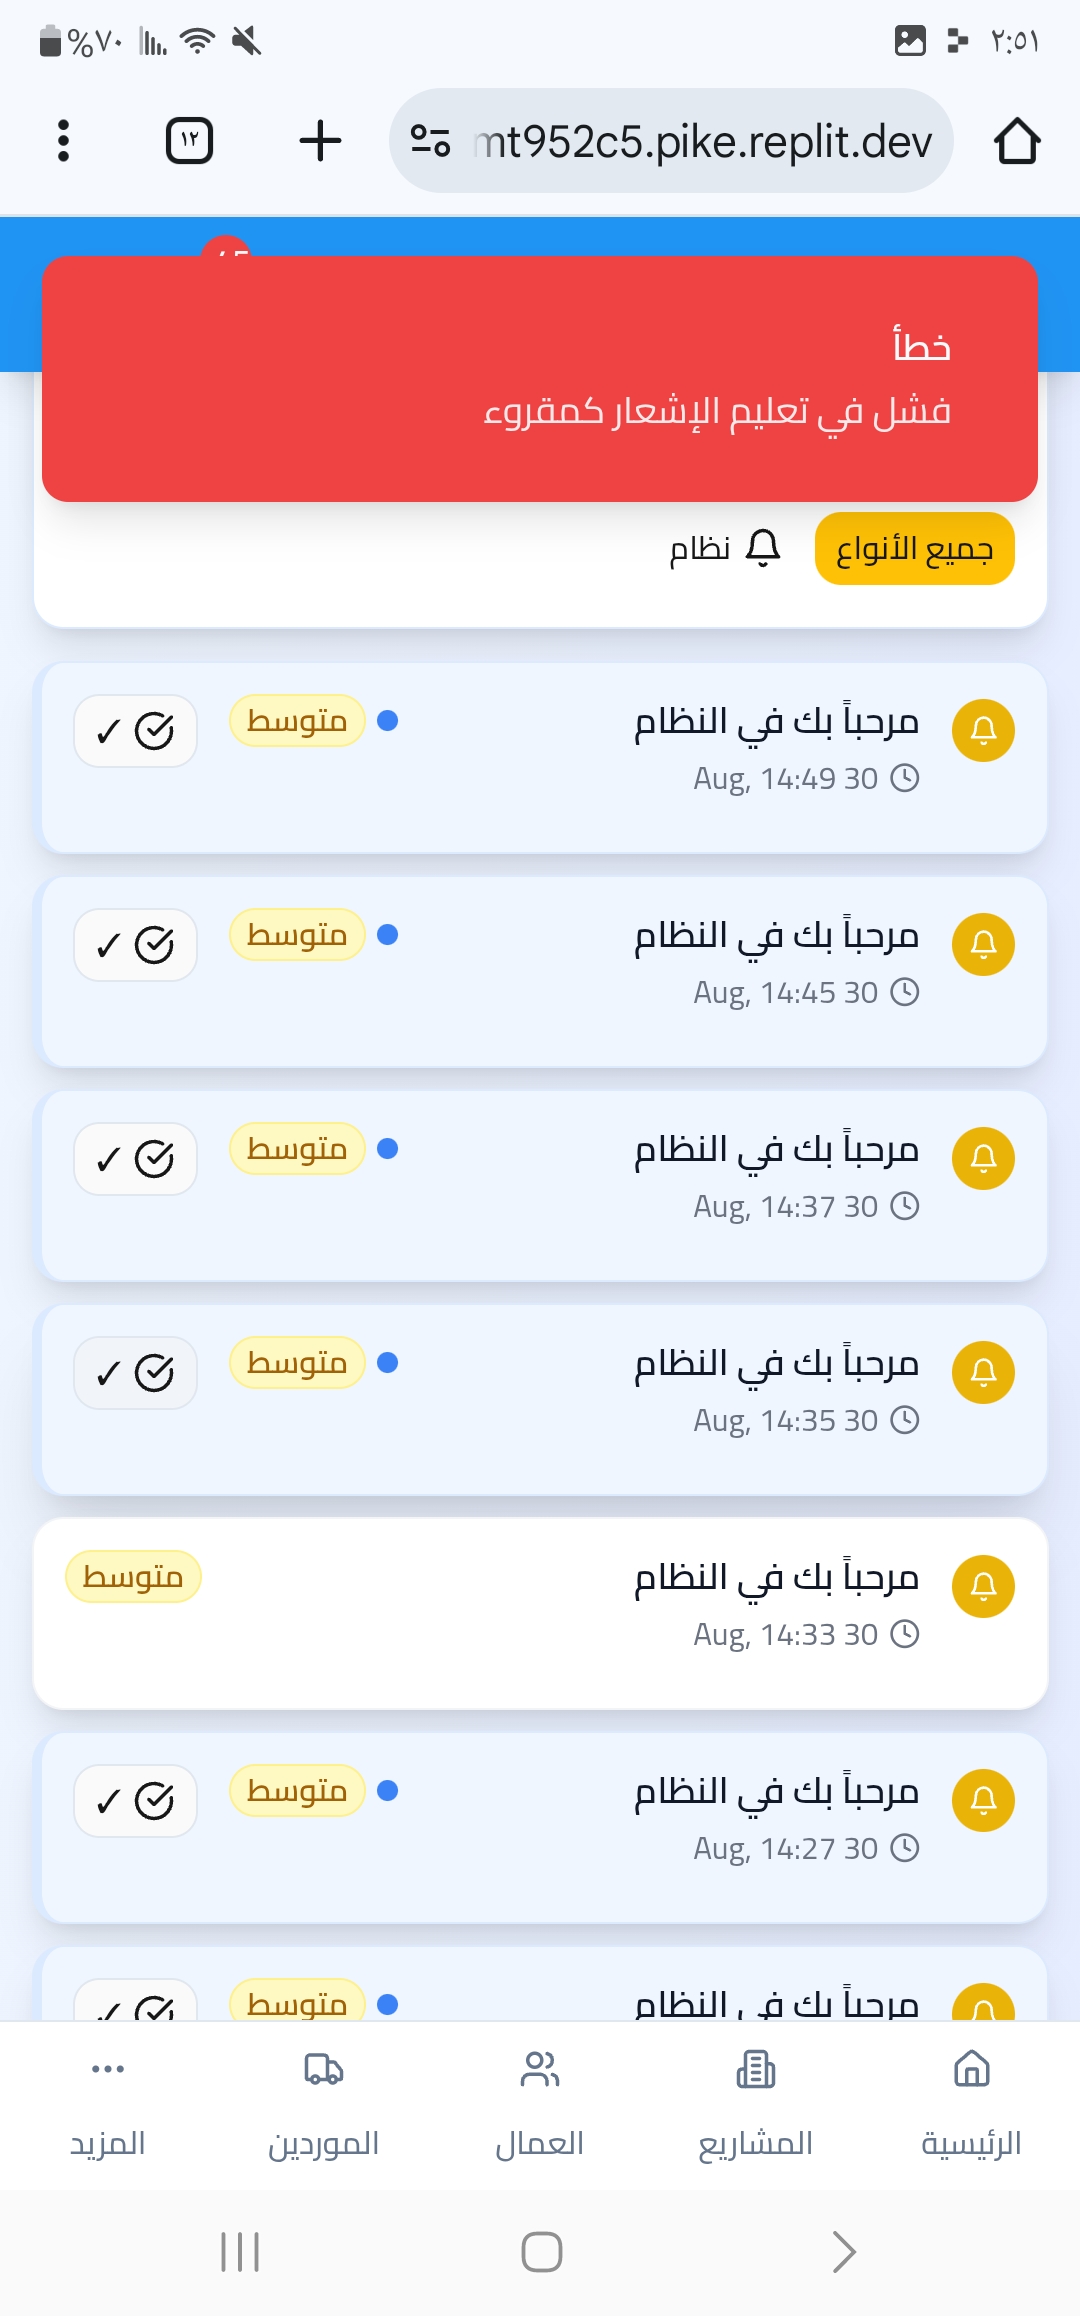 ٢:٥١
%٧٠
mt952c5.pike.replit.dev
١٢
خطأ
فشل في تعليم الإشعار كمقروء
جميع الأنواع
نظام
مرحباً بك في النظام
متوسط
✓
30 Aug, 14:49
مرحباً بك في النظام
متوسط
✓
30 Aug, 14:45
مرحباً بك في النظام
متوسط
✓
30 Aug, 14:37
مرحباً بك في النظام
متوسط
✓
30 Aug, 14:35
مرحباً بك في النظام
متوسط
30 Aug, 14:33
مرحباً بك في النظام
متوسط
✓
30 Aug, 14:27
مرحباً بك في النظام
متوسط
✓
الرئيسية
المشاريع
العمال
الموردين
المزيد